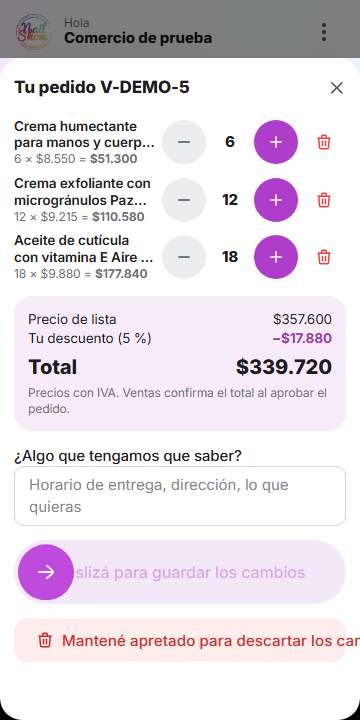 Nail Show
Hola
Comercio de prueba
Tu pedido V-DEMO-5
Crema humectante
para manos y cuerp...
6 × $8.550 = $51.300
6
Crema exfoliante con
microgránulos Paz...
12 × $9.215 = $110.580
12
Aceite de cutícula
con vitamina E Aire ...
18 × $9.880 = $177.840
18
Precio de lista $357.600
Tu descuento (5 %) −$17.880
Total $339.720
Precios con IVA. Ventas confirma el total al aprobar el
pedido.
¿Algo que tengamos que saber?
Horario de entrega, dirección, lo que
quieras
slizá para guardar los cambios
Mantené apretado para descartar los can